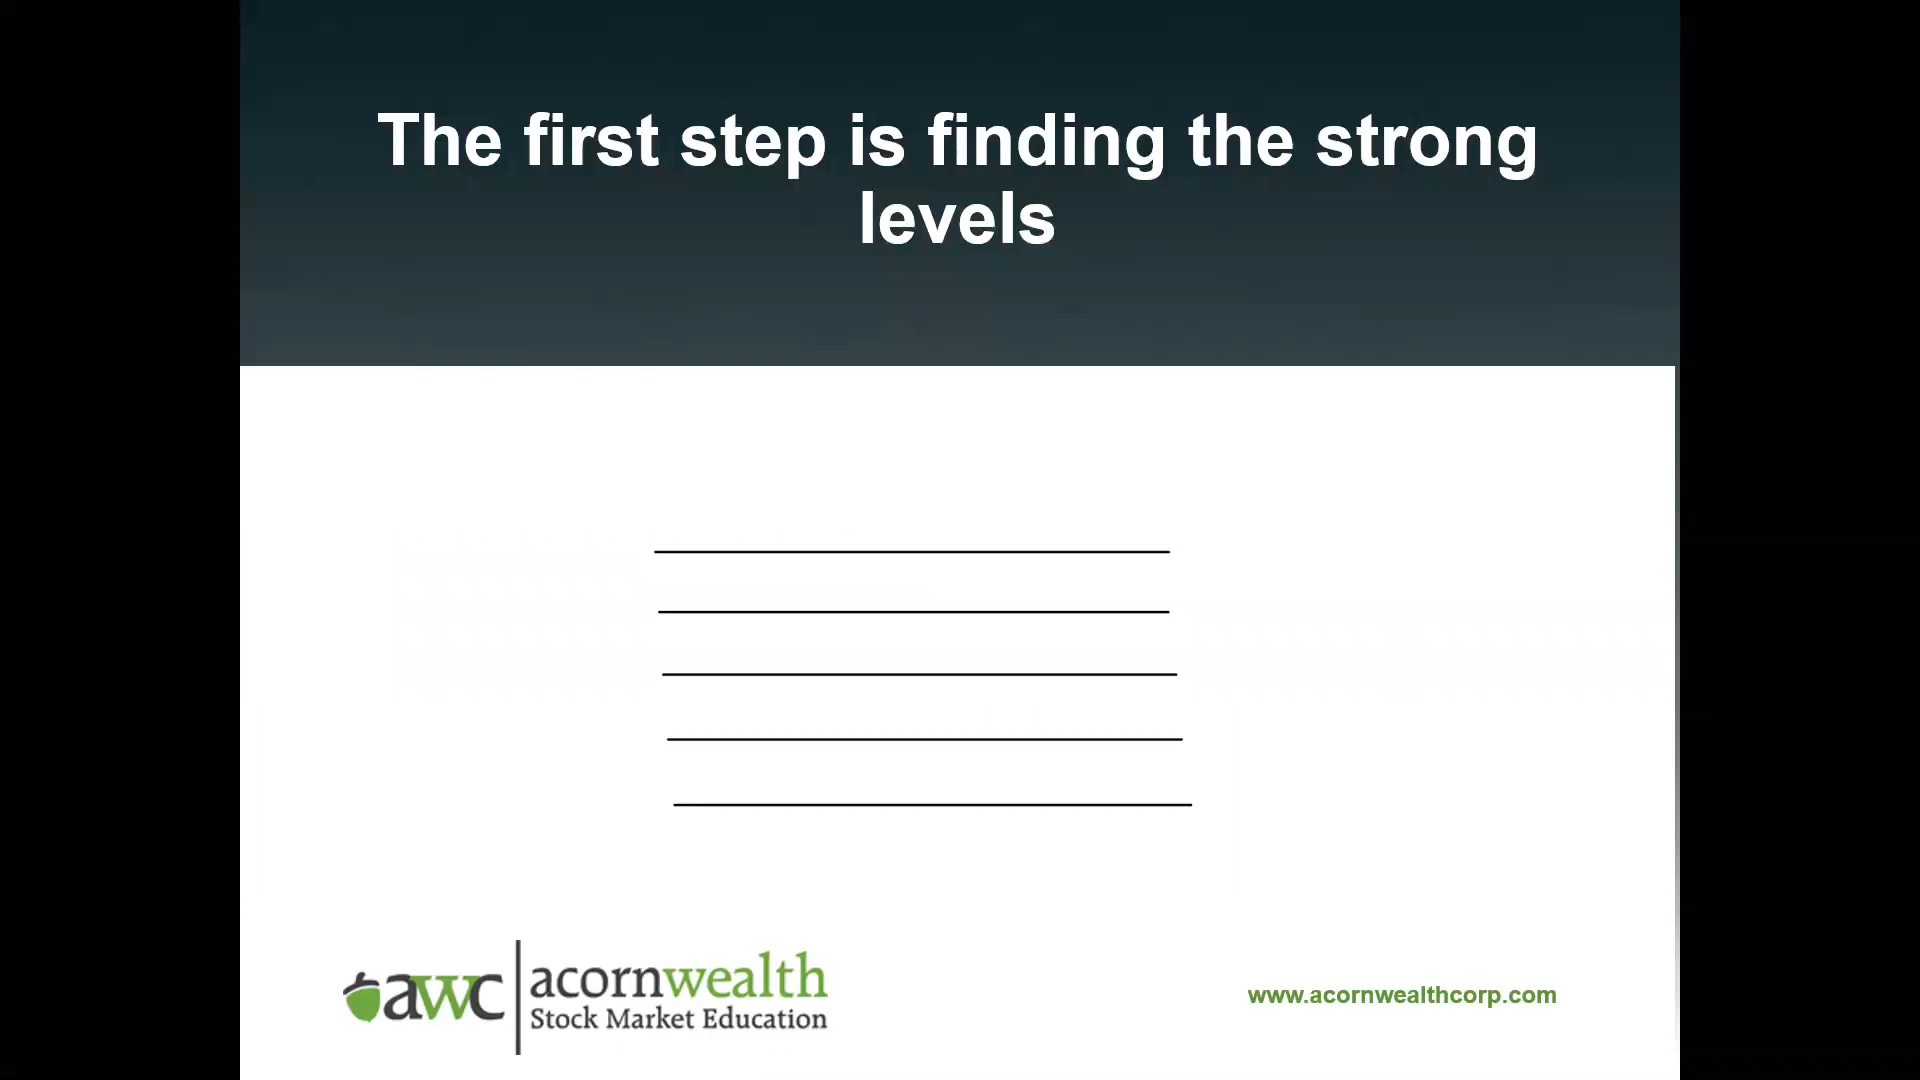 The first step is finding the strong
levels
awc
acornwealth
Stock Market Education
www.acornwealthcorp.com